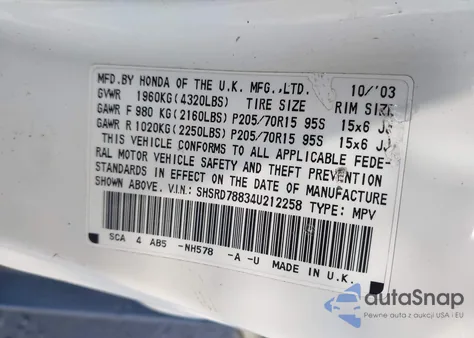 MFD.BY HONDA OF THE U.K. MFG.,LTD. 10/'03
GVWR 1960KG(4320LBS) TIRE SIZE RIM SIZE
GAWR F 980 KG(2160LBS) P205/70R15 95S 15x6 JJ
GAWR R 1020KG(2250LBS) P205/70R15 95S 15x6 JJ
THIS VEHICLE CONFORMS TO ALL APPLICABLE FEDE-
RAL MOTOR VEHICLE SAFETY AND THEFT PREVENTION
STANDARDS IN EFFECT ON THE DATE OF MANUFACTURE
SHOWN ABOVE. V.I.N.: SHSRD78834U212258 TYPE: MPV
SCA 4 AB5 -NH578 -A -U MADE IN U.K.
autoSnap
Pewne auta z aukcji USA i EU